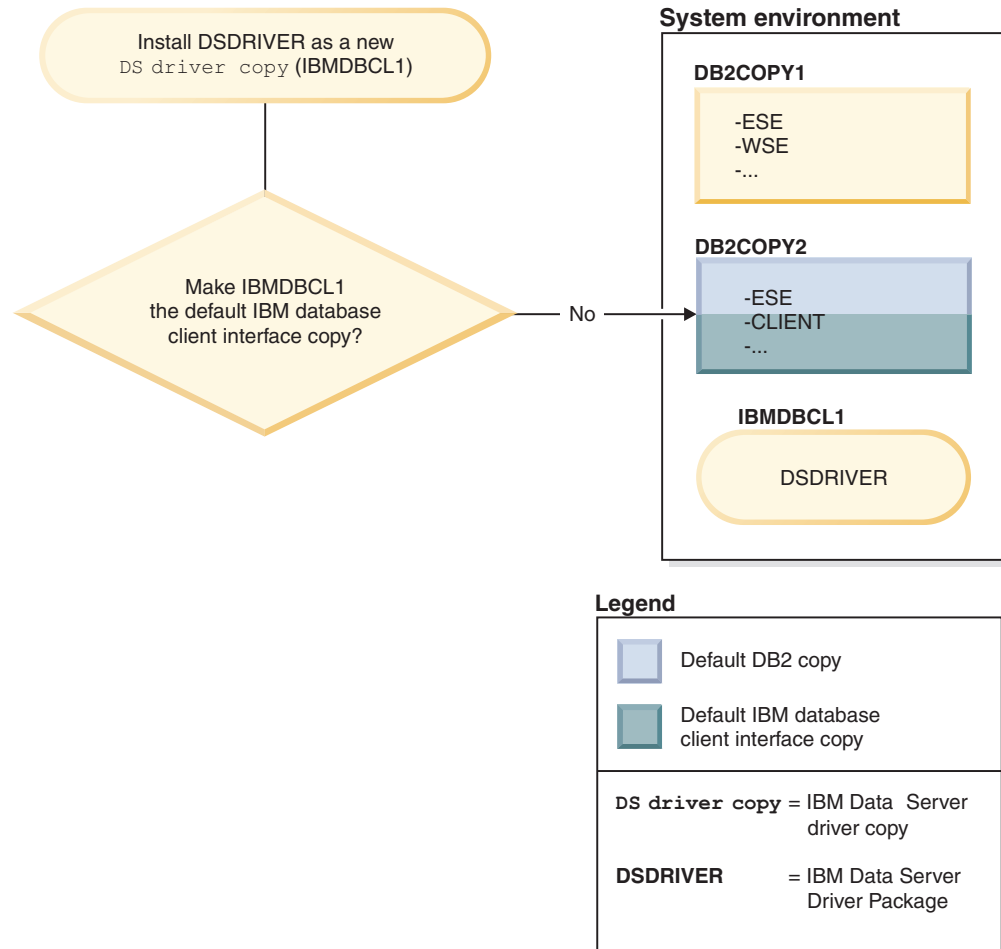 Install DSDRIVER as a new
DS driver copy (IBMDBCL1)
Make IBMDBCL1
the default IBM database
client interface copy?
No
System environment
DB2COPY1
-ESE
-WSE
-...
DB2COPY2
-ESE
-CLIENT
-...
IBMDBCL1
DSDRIVER
Legend
Default DB2 copy
Default IBM database
client interface copy
DS driver copy = IBM Data Server
driver copy
DSDRIVER = IBM Data Server
Driver Package